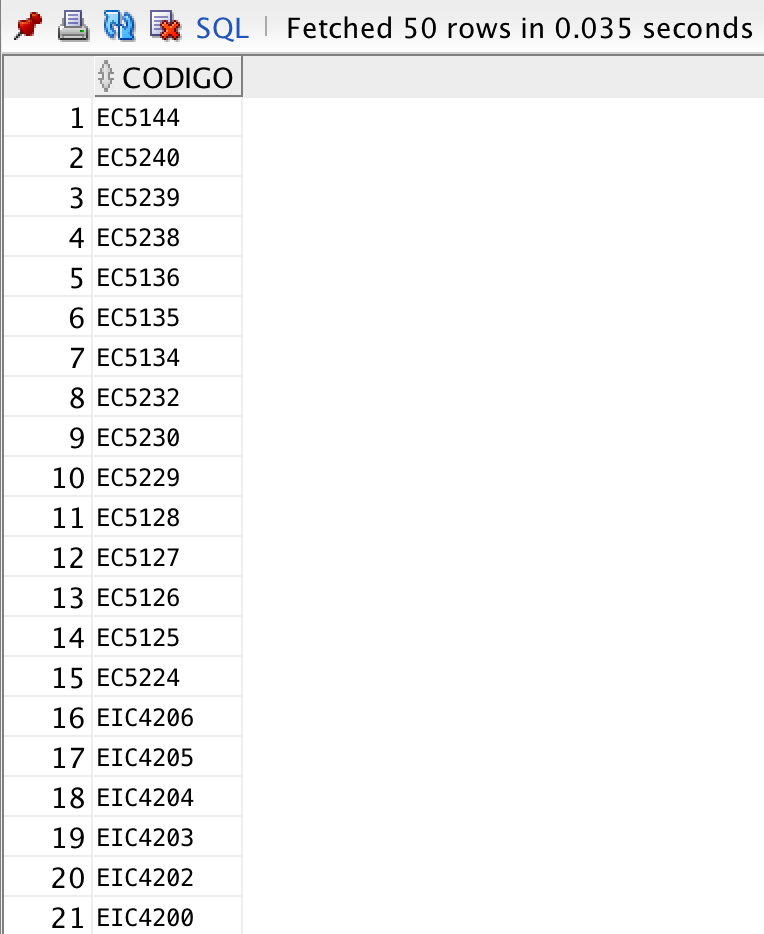 SQL | Fetched 50 rows in 0.035 seconds
CODIGO
1 EC5144
2 EC5240
3 EC5239
4 EC5238
5 EC5136
6 EC5135
7 EC5134
8 EC5232
9 EC5230
10 EC5229
11 EC5128
12 EC5127
13 EC5126
14 EC5125
15 EC5224
16 EIC4206
17 EIC4205
18 EIC4204
19 EIC4203
20 EIC4202
21 EIC4200